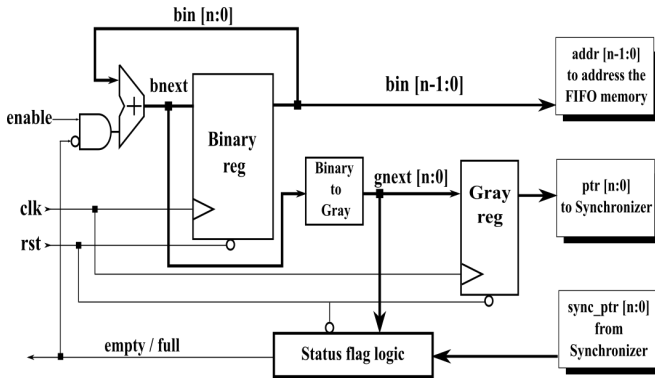 bin [n:0]
addr [n-1:0]
to address the
FIFO memory
bnext
bin [n-1:0]
enable
+
Binary
reg
Binary
to
Gray
gnext [n:0]
Gray
reg
ptr [n:0]
to Synchronizer
clk
rst
sync_ptr [n:0]
from
Synchronizer
empty / full
Status flag logic